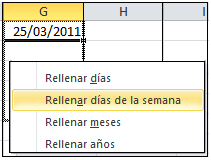 G H I
25/03/2011
Rellenar días
Rellenar días de la semana
Rellenar meses
Rellenar años